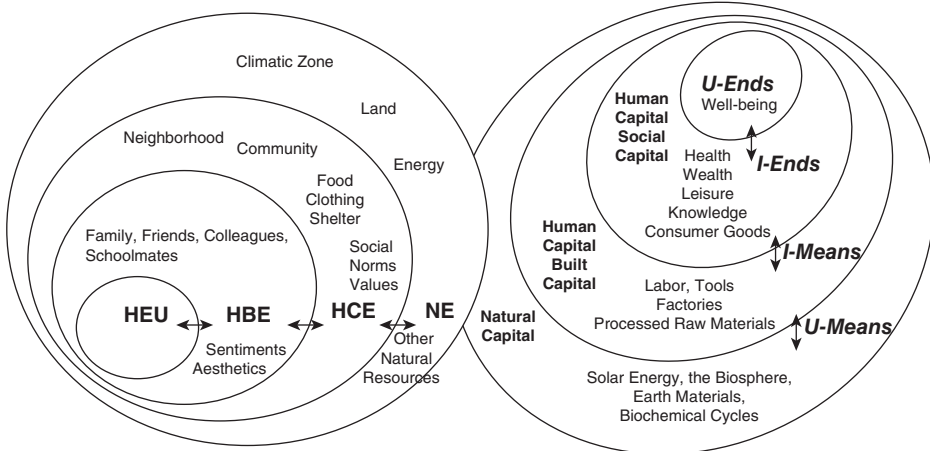 Climatic Zone
Land
Neighborhood
Community
Energy
Food
Clothing
Shelter
Family, Friends, Colleagues,
Schoolmates
Social
Norms
Values
HEU
HBE
HCE
NE
Sentiments
Aesthetics
Other
Natural
Resources
U-Ends
Well-being
Human
Capital
Social
Capital
I-Ends
Health
Wealth
Leisure
Knowledge
Consumer Goods
Human
Capital
Built
Capital
I-Means
Labor, Tools
Factories
Processed Raw Materials
Natural
Capital
U-Means
Solar Energy, the Biosphere,
Earth Materials,
Biochemical Cycles